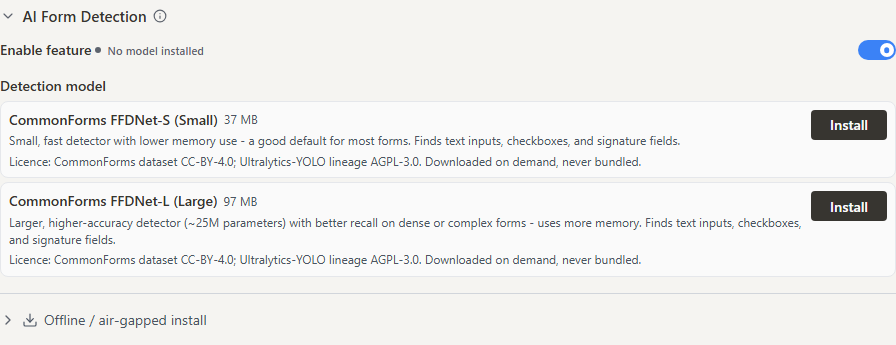 AI Form Detection
Enable feature • No model installed
Detection model
CommonForms FFDNet-S (Small) 37 MB
Install
Small, fast detector with lower memory use - a good default for most forms. Finds text inputs, checkboxes, and signature fields.
Licence: CommonForms dataset CC-BY-4.0; Ultralytics-YOLO lineage AGPL-3.0. Downloaded on demand, never bundled.
CommonForms FFDNet-L (Large) 97 MB
Install
Larger, higher-accuracy detector (~25M parameters) with better recall on dense or complex forms - uses more memory. Finds text inputs, checkboxes,
and signature fields.
Licence: CommonForms dataset CC-BY-4.0; Ultralytics-YOLO lineage AGPL-3.0. Downloaded on demand, never bundled.
Offline / air-gapped install